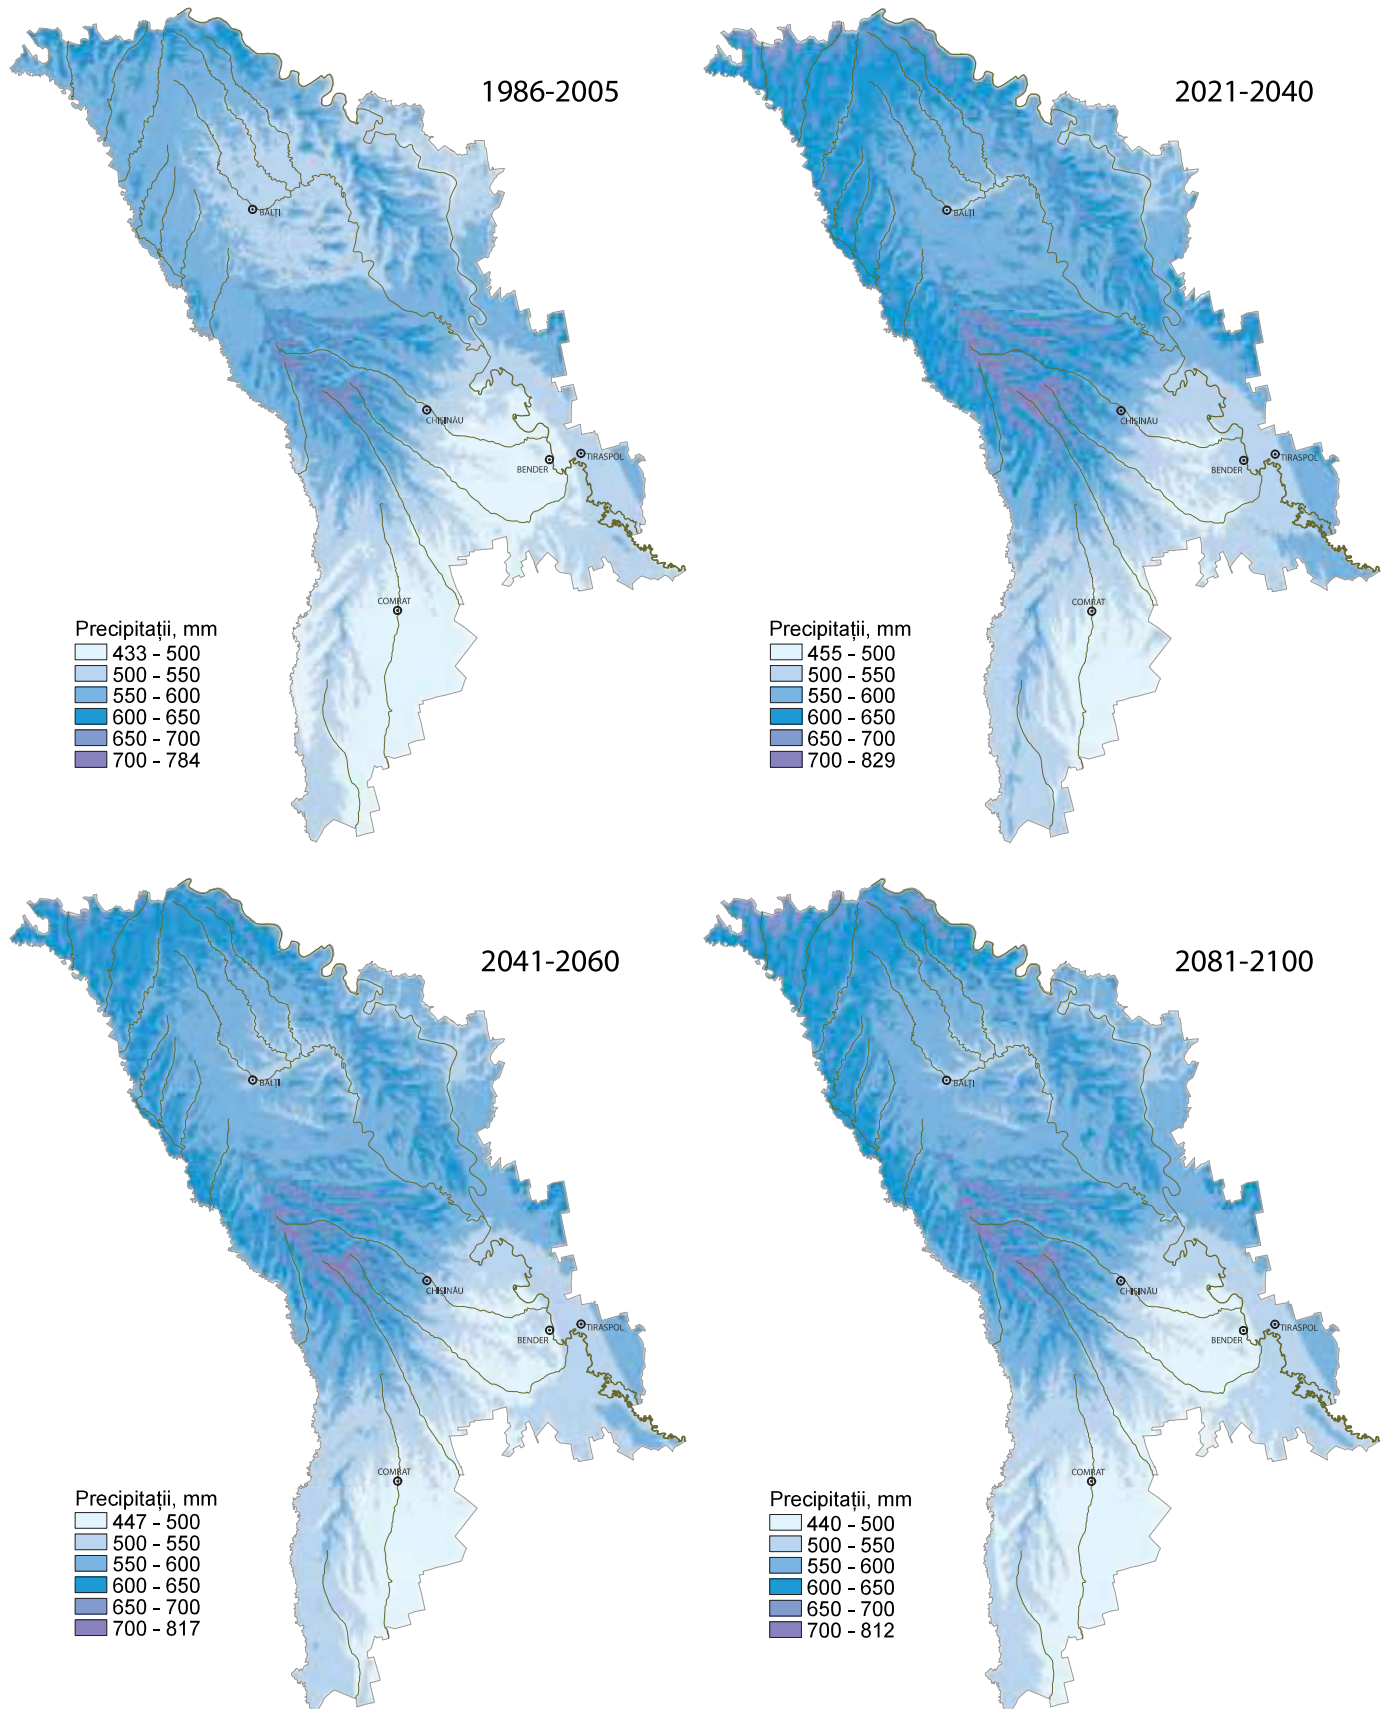 1986-2005
BĂLȚI
CHIȘINĂU
BENDER
TIRASPOL
COMRAT
Precipitații, mm
433 - 500
500 - 550
550 - 600
600 - 650
650 - 700
700 - 784
2021-2040
BĂLȚI
CHIȘINĂU
BENDER
TIRASPOL
COMRAT
Precipitații, mm
455 - 500
500 - 550
550 - 600
600 - 650
650 - 700
700 - 829
2041-2060
BĂLȚI
CHIȘINĂU
BENDER
TIRASPOL
COMRAT
Precipitații, mm
447 - 500
500 - 550
550 - 600
600 - 650
650 - 700
700 - 817
2081-2100
BĂLȚI
CHIȘINĂU
BENDER
TIRASPOL
COMRAT
Precipitații, mm
440 - 500
500 - 550
550 - 600
600 - 650
650 - 700
700 - 812